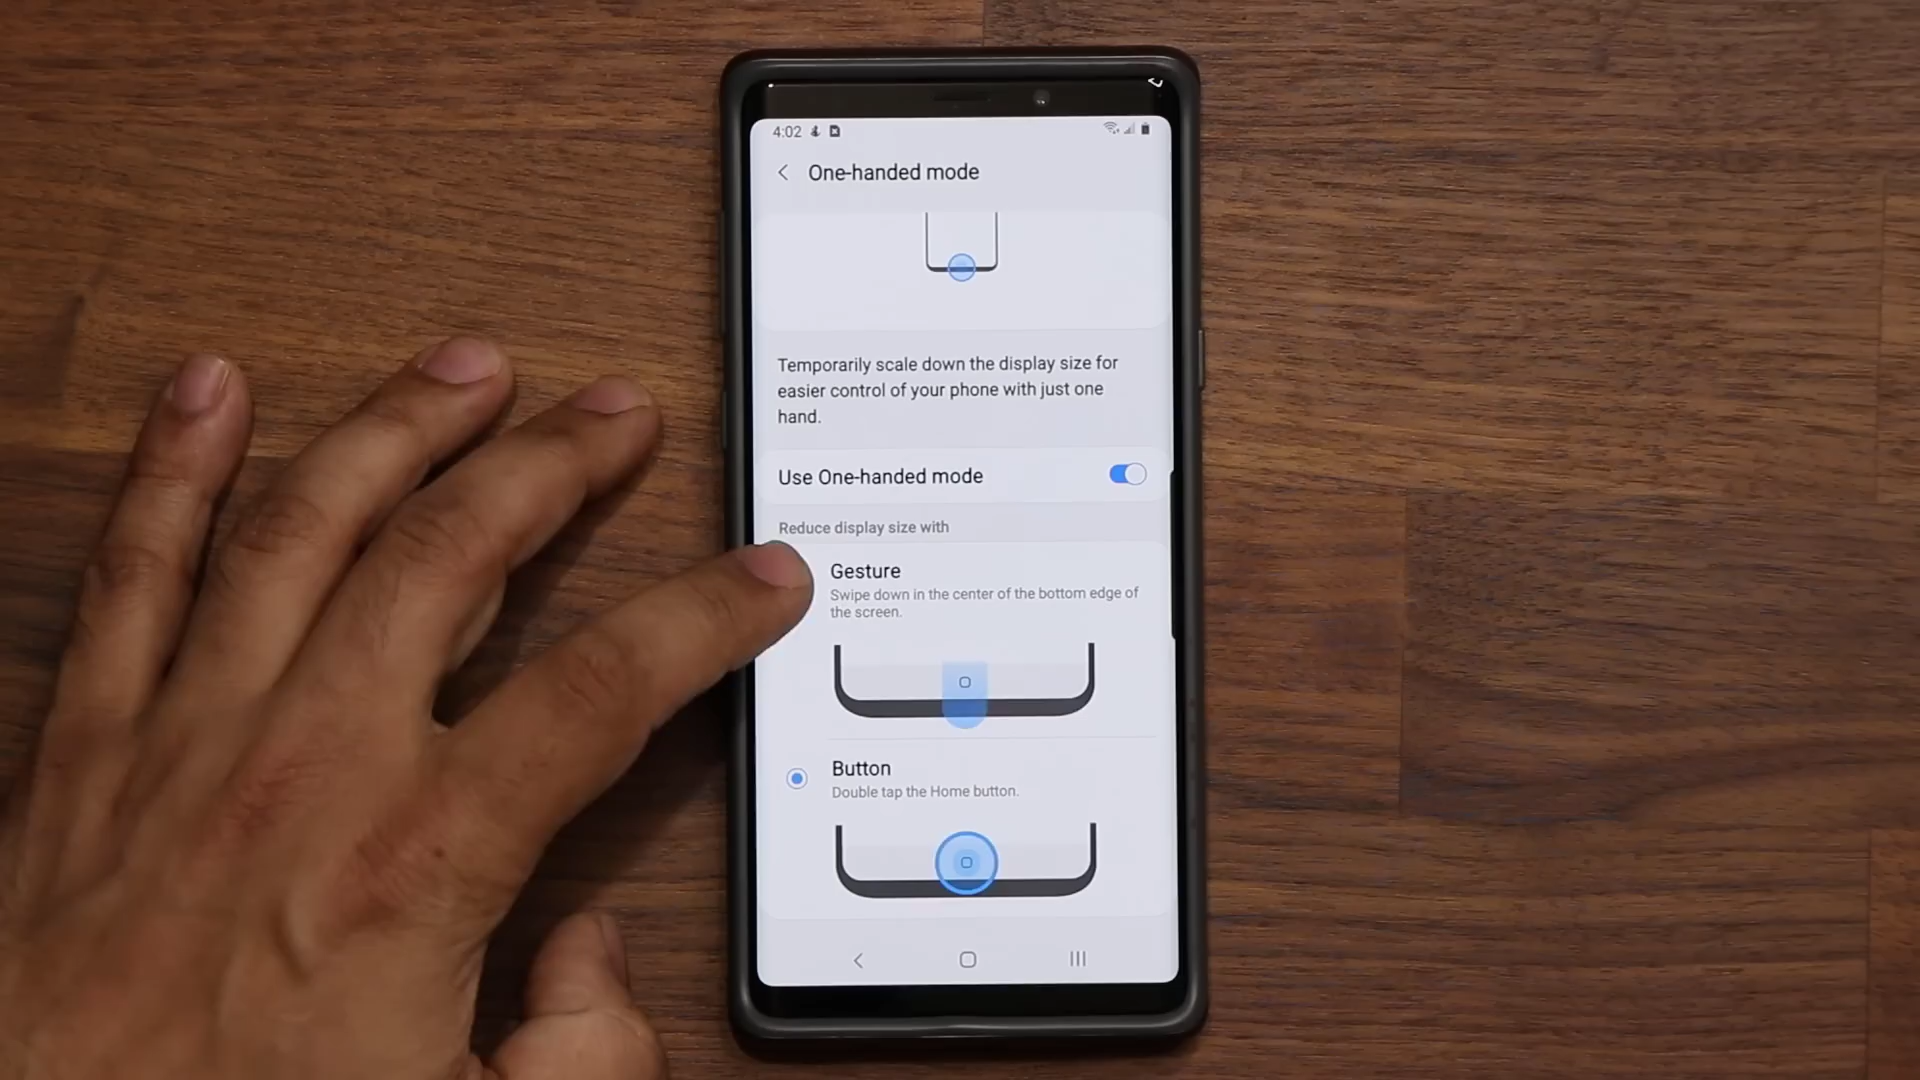 4:02
One-handed mode
Temporarily scale down the display size for
easier control of your phone with just one
hand.
Use One-handed mode
Reduce display size with
Gesture
Swipe down in the center of the bottom edge of
the screen.
Button
Double tap the Home button.